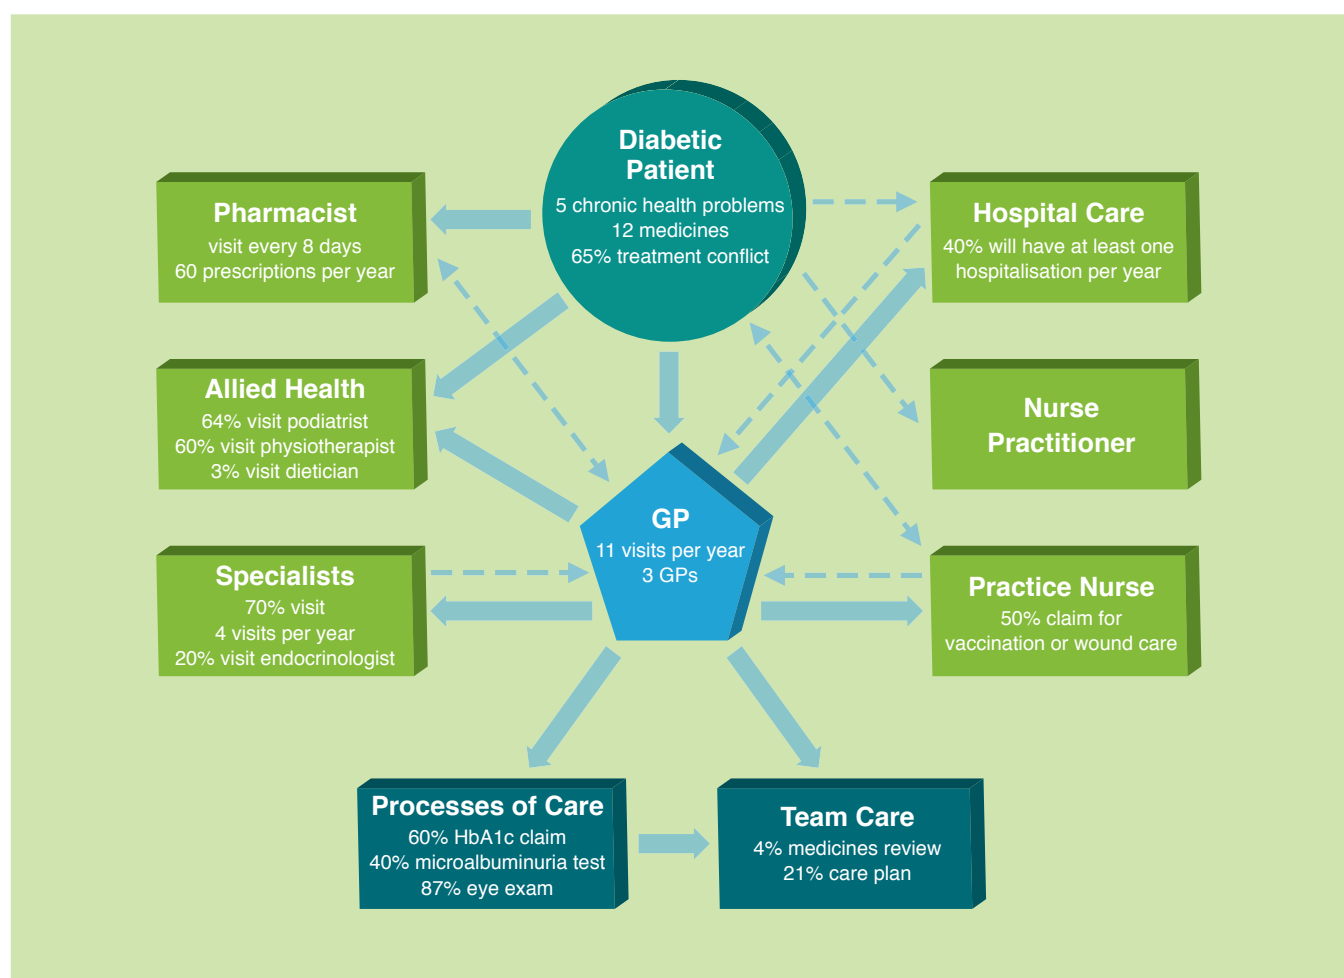 Diabetic
Patient
5 chronic health problems
12 medicines
65% treatment conflict
Pharmacist
visit every 8 days
60 prescriptions per year
Hospital Care
40% will have at least one
hospitalisation per year
Allied Health
64% visit podiatrist
60% visit physiotherapist
3% visit dietician
Nurse
Practitioner
GP
11 visits per year
3 GPs
Specialists
70% visit
4 visits per year
20% visit endocrinologist
Practice Nurse
50% claim for
vaccination or wound care
Processes of Care
60% HbA1c claim
40% microalbuminuria test
87% eye exam
Team Care
4% medicines review
21% care plan